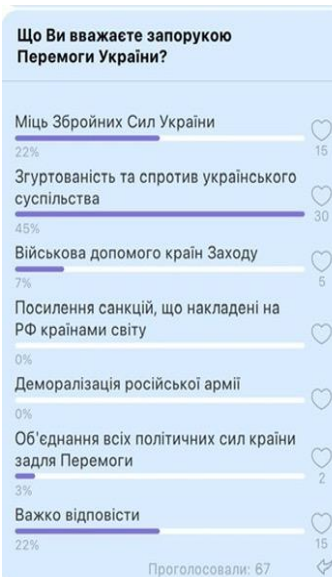 Що Ви вважаєте запорукою
Перемоги України?
Міць Збройних Сил України
22%
15
Згуртованість та спротив українського
суспільства
45%
30
Військова допомого країн Заходу
7%
5
Посилення санкцій, що накладені на
РФ країнами світу
0%
Деморалізація російської армії
0%
Об'єднання всіх політичних сил країни
задля Перемоги
3%
2
Важко відповісти
22%
15
Проголосовали: 67